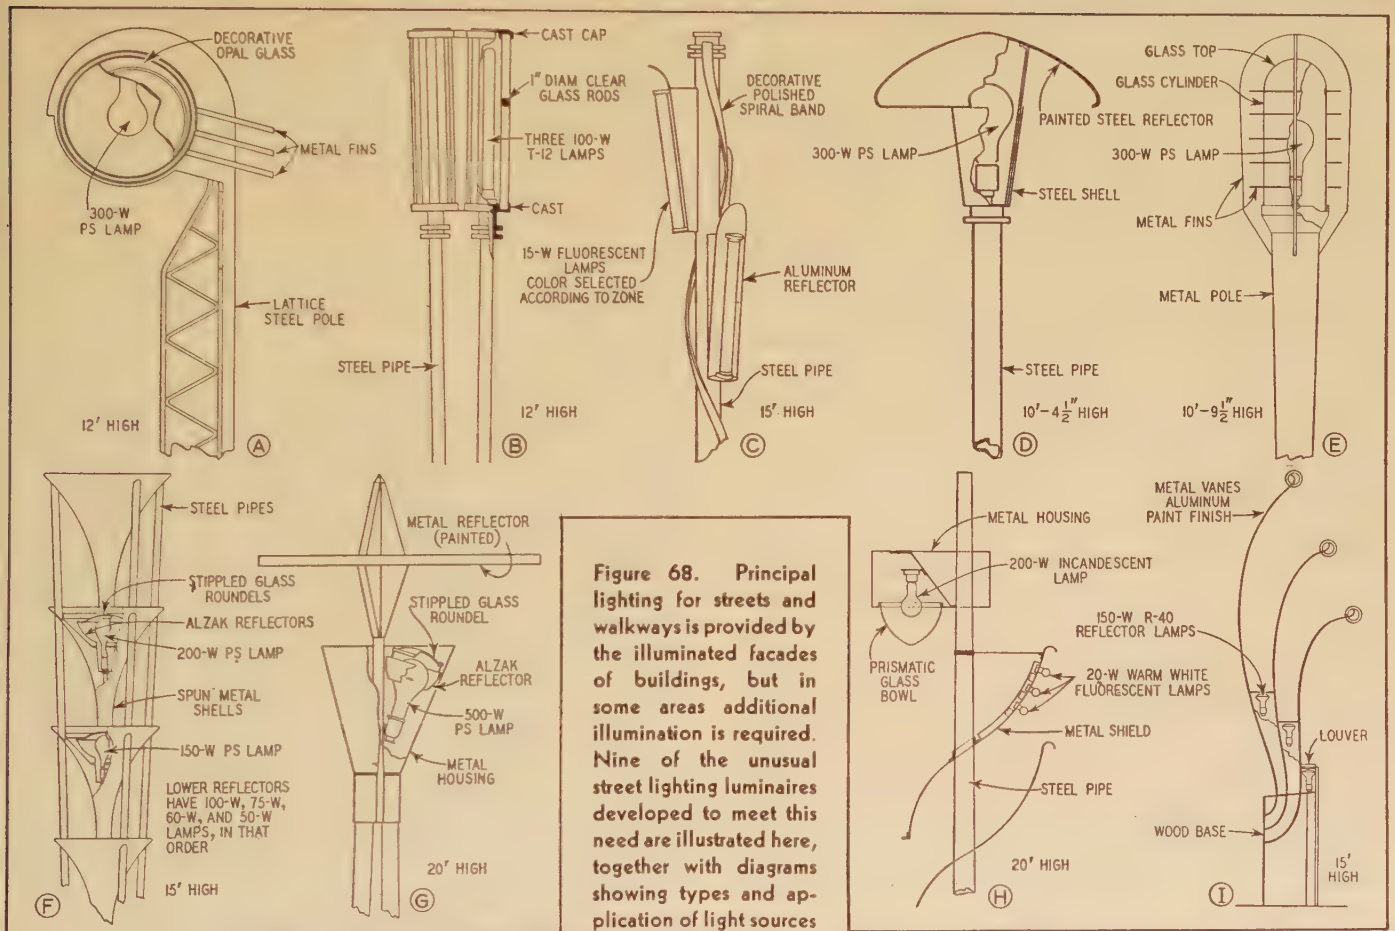 DECORATIVE
OPAL GLASS
METAL FINS
300-W
PS LAMP
LATTICE
STEEL POLE
12' HIGH
A
CAST CAP
1" DIAM CLEAR
GLASS RODS
THREE 100-W
T-12 LAMPS
CAST
STEEL PIPE
12' HIGH
B
DECORATIVE
POLISHED
SPIRAL BAND
15-W FLUORESCENT
LAMPS
COLOR SELECTED
ACCORDING TO ZONE
ALUMINUM
REFLECTOR
STEEL PIPE
15' HIGH
C
PAINTED STEEL REFLECTOR
300-W PS LAMP
STEEL SHELL
STEEL PIPE
10'-4 1/2" HIGH
D
GLASS TOP
GLASS CYLINDER
300-W PS LAMP
METAL FINS
METAL POLE
10'-9 1/2" HIGH
E
STEEL PIPES
STIPPLED GLASS
ROUNDELS
ALZAK REFLECTORS
200-W PS LAMP
SPUN METAL
SHELLS
150-W PS LAMP
LOWER REFLECTORS
HAVE 100-W, 75-W,
60-W, AND 50-W
LAMPS, IN THAT
ORDER
15' HIGH
F
METAL REFLECTOR
(PAINTED)
STIPPLED GLASS
ROUNDEL
ALZAK
REFLECTOR
500-W
PS LAMP
METAL
HOUSING
20' HIGH
G
Figure 68. Principal
lighting for streets and
walkways is provided by
the illuminated facades
of buildings, but in
some areas additional
illumination is required.
Nine of the unusual
street lighting luminaires
developed to meet this
need are illustrated here,
together with diagrams
showing types and ap-
plication of light sources
METAL HOUSING
200-W INCANDESCENT
LAMP
PRISMATIC
GLASS
BOWL
20-W WARM WHITE
FLUORESCENT LAMPS
METAL SHIELD
STEEL PIPE
20' HIGH
H
METAL VANES
ALUMINUM
PAINT FINISH
150-W R-40
REFLECTOR LAMPS
LOUVER
WOOD BASE
15'
HIGH
I